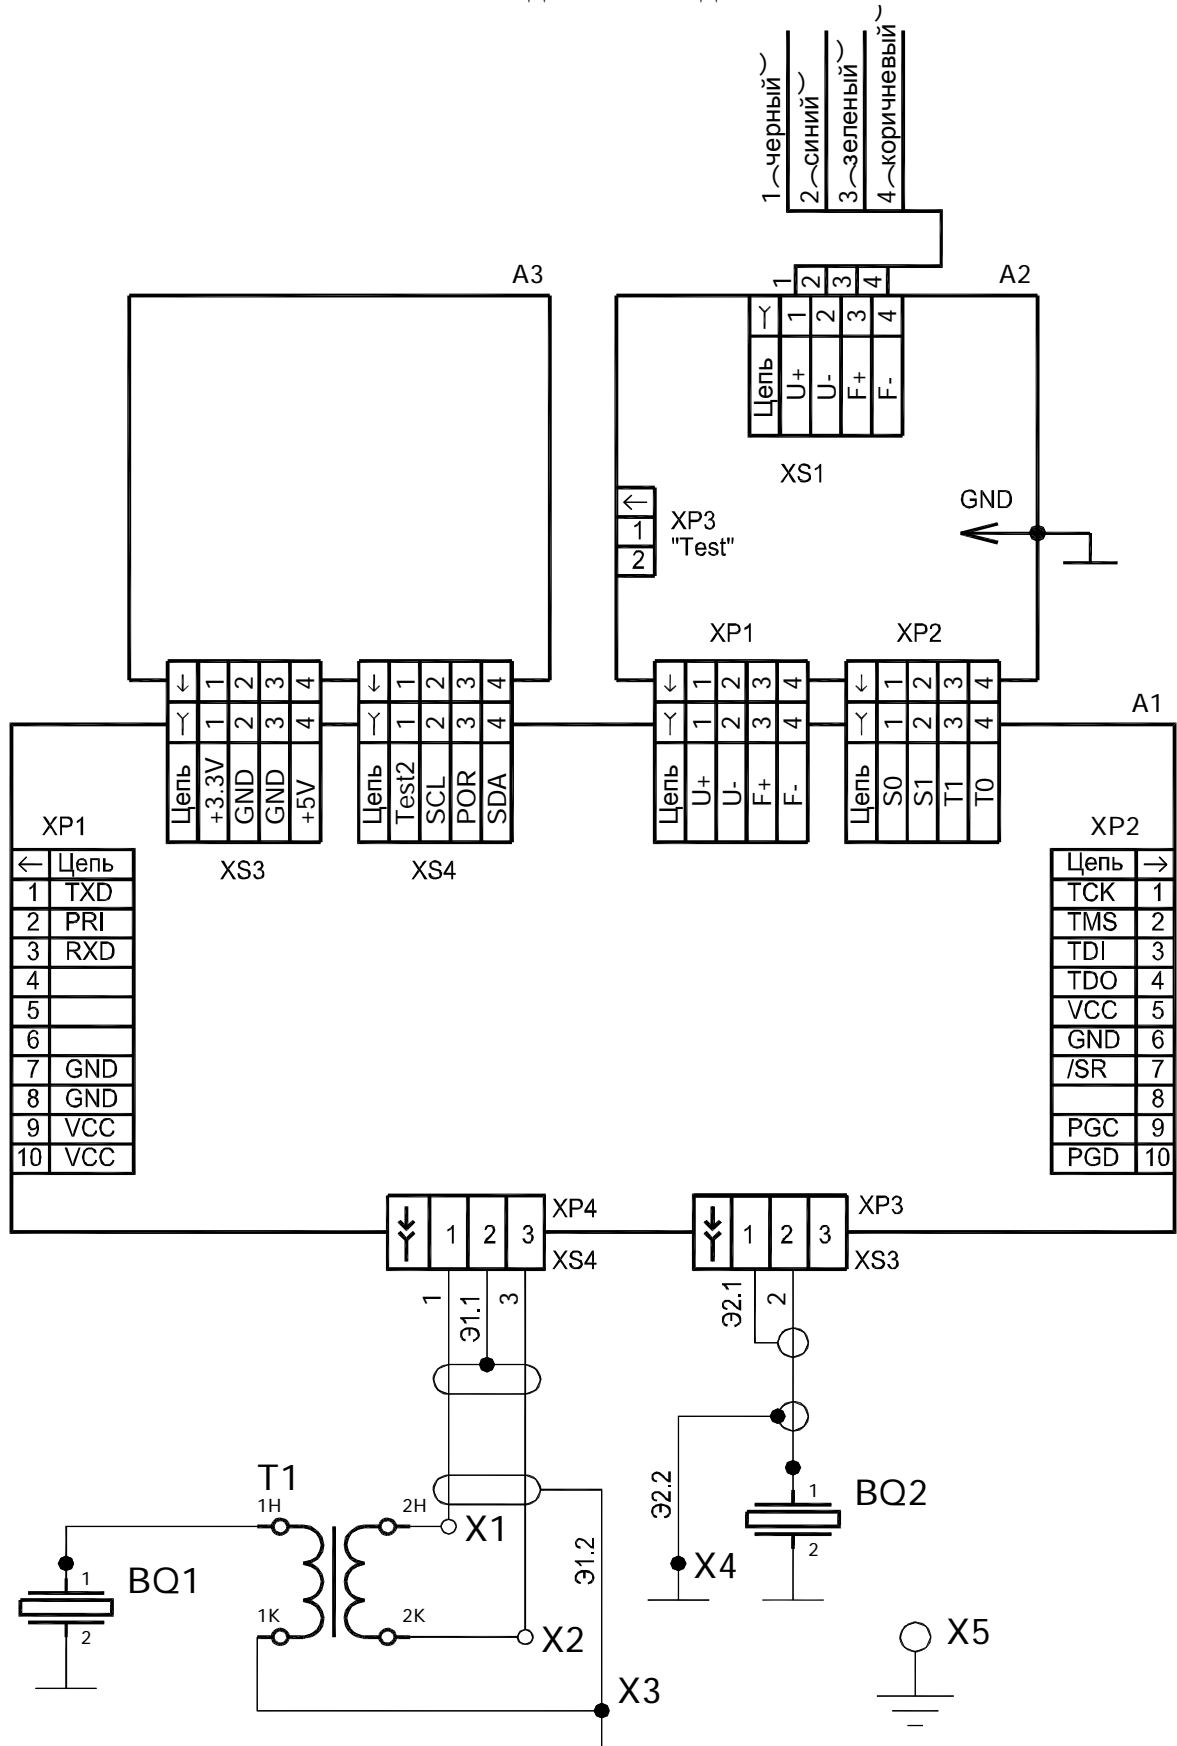 1 (черный)
2 (синий)
3 (зеленый)
4 (коричневый)
A3
A2
1 2 3 4
1 2 3 4
Цепь U+ U- F+ F-
XS1
GND
XP3
"Test"
1
2
XP1
XP2
1 2 3 4
1 2 3 4
1 2 3 4
1 2 3 4
A1
1 2 3 4
1 2 3 4
1 2 3 4
1 2 3 4
Цепь +3.3V GND GND +5V
Цепь Test2 SCL POR SDA
Цепь U+ U- F+ F-
Цепь S0 S1 T1 T0
XS3
XS4
XP1
Цепь
1 TXD
2 PRI
3 RXD
4
5
6
7 GND
8 GND
9 VCC
10 VCC
XP2
Цепь
TCK 1
TMS 2
TDI 3
TDO 4
VCC 5
GND 6
/SR 7
8
PGC 9
PGD 10
XP4
1 2 3
XS4
XP3
1 2 3
XS3
1
Э1.1
3
Э2.1
2
T1
1Н
2Н
X1
Э1.2
Э2.2
1
BQ2
2
X4
1
BQ1
2
1К
2К
X2
X5
X3